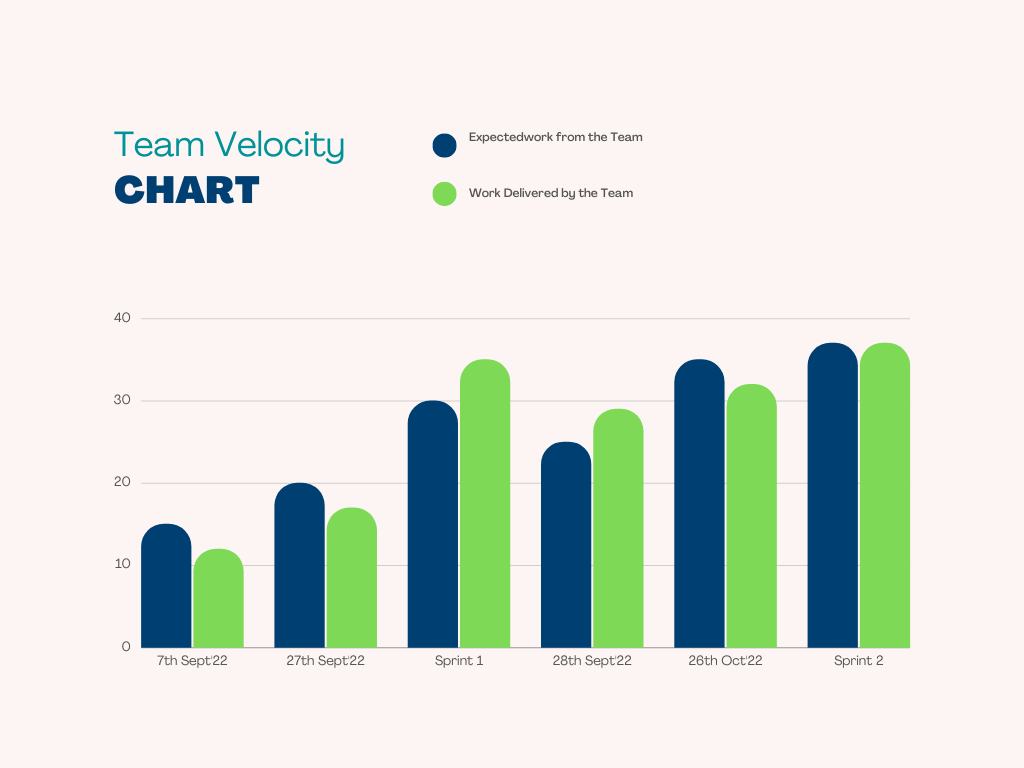 Team Velocity
CHART
Expectedwork from the Team
Work Delivered by the Team
40
30
20
10
0
7th Sept'22
27th Sept'22
Sprint 1
28th Sept'22
26th Oct'22
Sprint 2